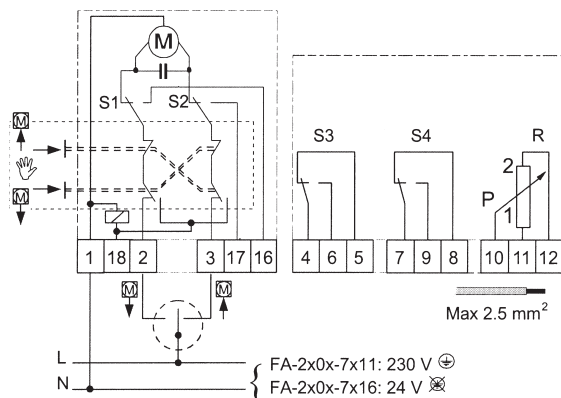 M
S1
S2
M
M
1
18
2
3
17
16
M
M
S3
S4
R
2
P
1
4
6
5
7
9
8
10
11
12
Max 2.5 mm²
L
N
FA-2x0x-7x11: 230 V
FA-2x0x-7x16: 24 V